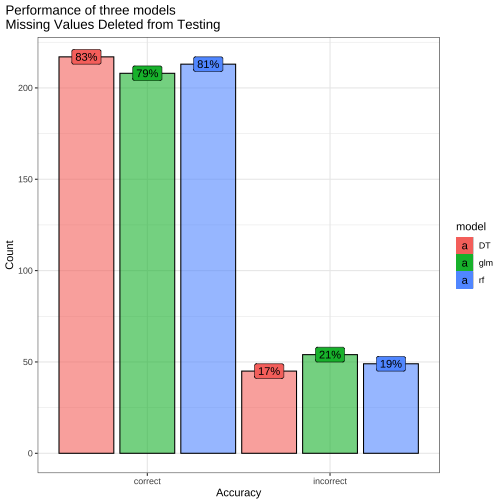 Performance of three models
Missing Values Deleted from Testing
83%
79%
81%
17%
21%
19%
200
150
100
50
0
Count
correct
incorrect
Accuracy
model
a DT
a glm
a rf